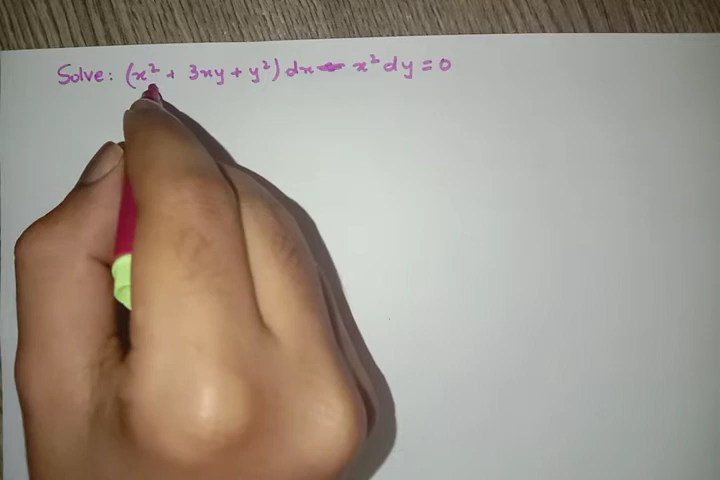 Solve: (x² + 3xy + y²) dx - x² dy = 0